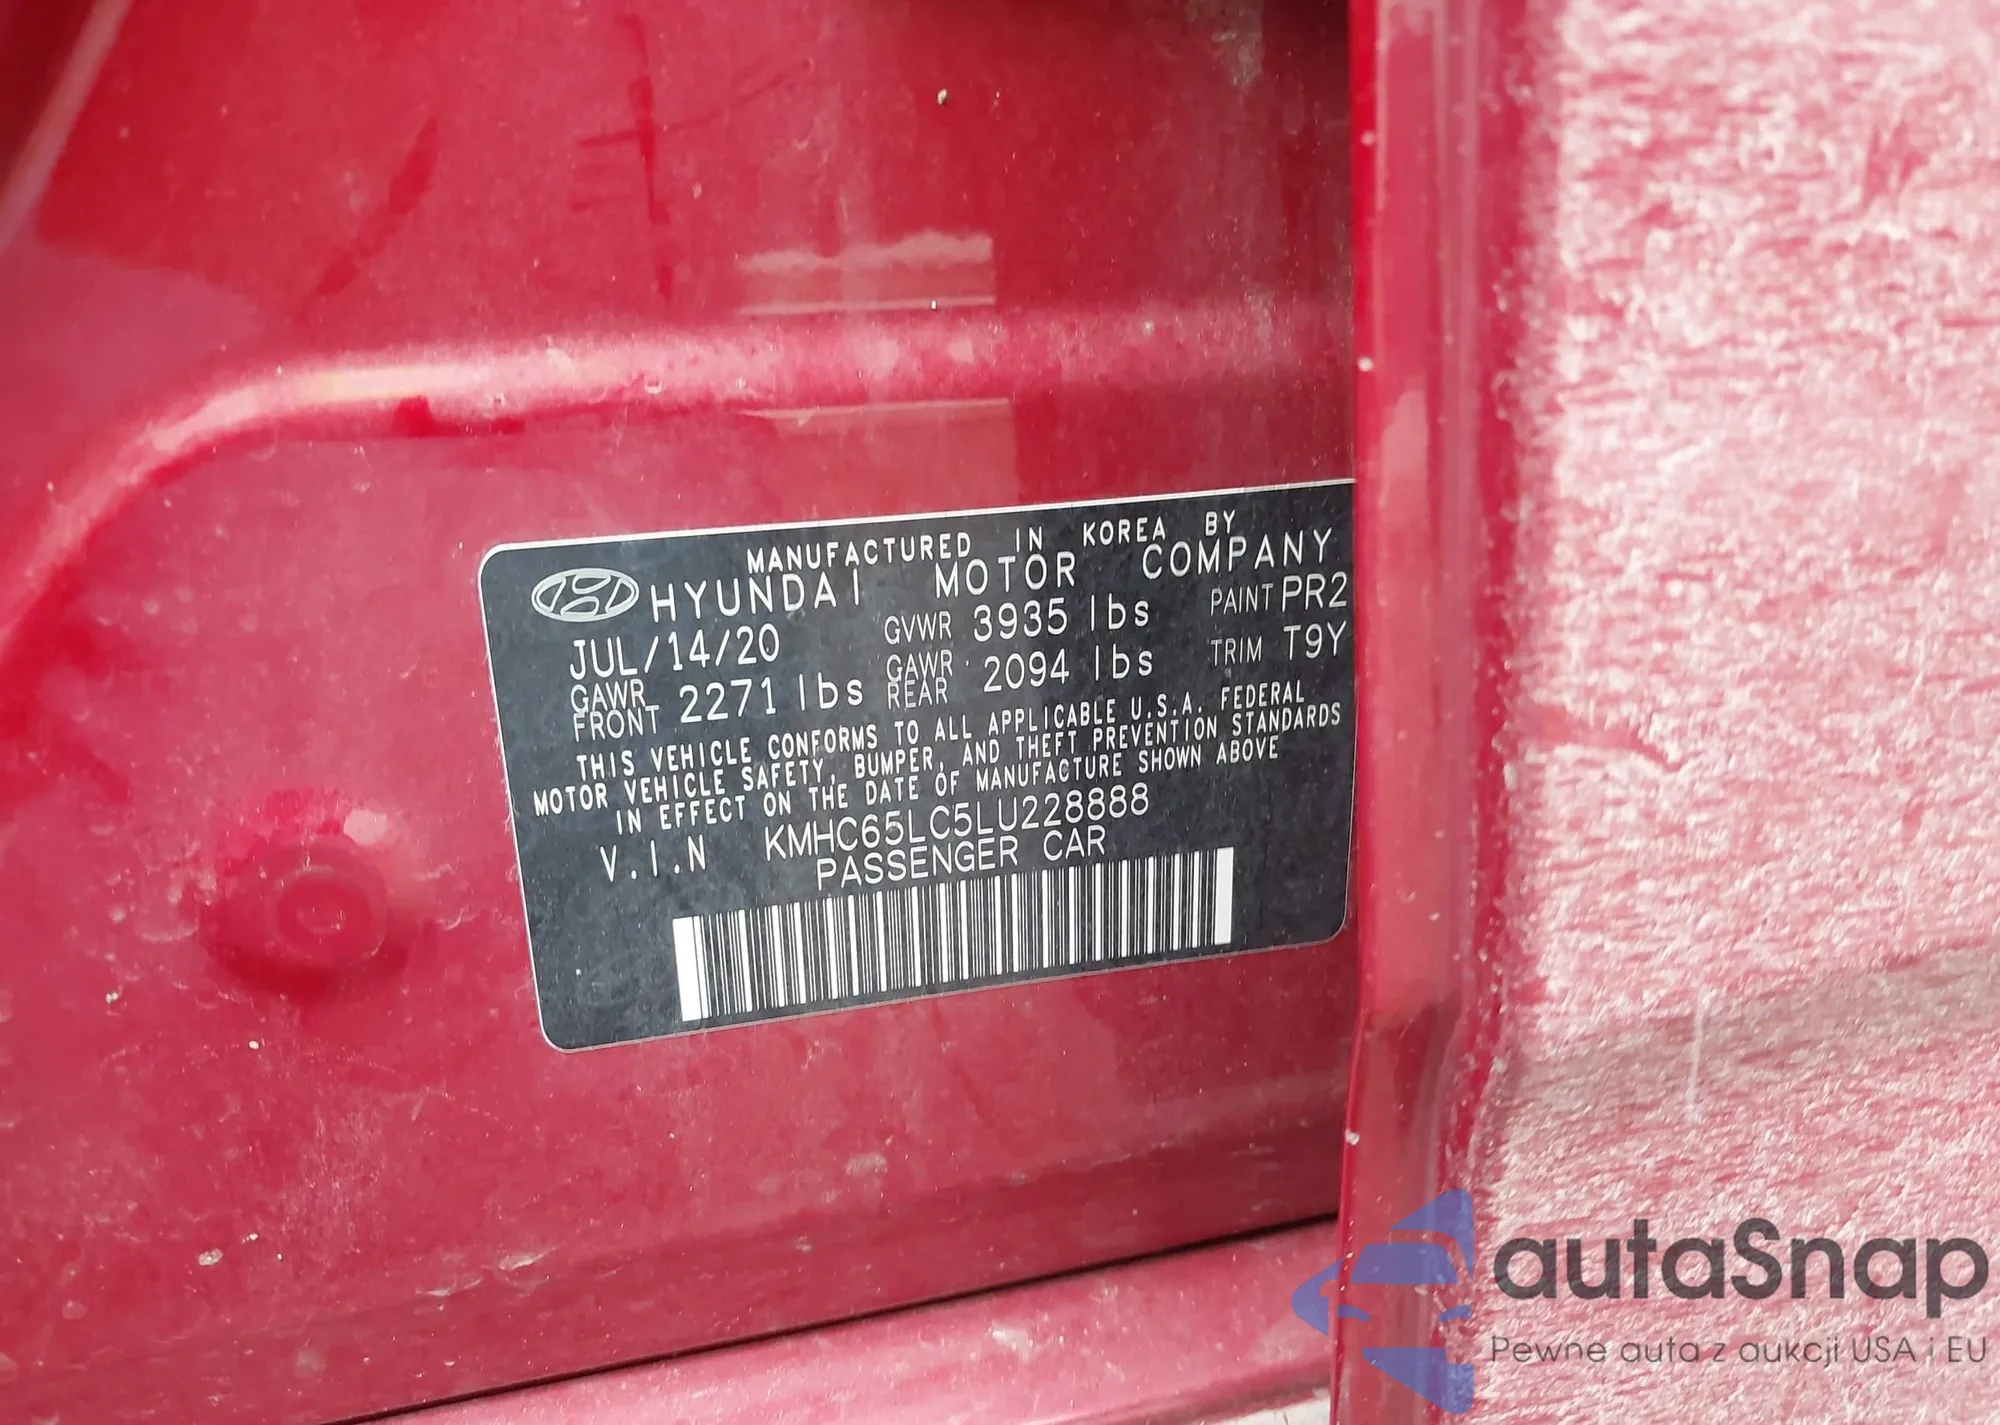 MANUFACTURED IN KOREA BY
HYUNDAI MOTOR COMPANY
JUL/14/20 GVWR 3935 lbs PAINT PR2
GAWR FRONT 2271 lbs GAWR REAR 2094 lbs TRIM T9Y
THIS VEHICLE CONFORMS TO ALL APPLICABLE U.S.A. FEDERAL
MOTOR VEHICLE SAFETY, BUMPER, AND THEFT PREVENTION STANDARDS
IN EFFECT ON THE DATE OF MANUFACTURE SHOWN ABOVE
V.I.N KMHC65LC5LU228888
PASSENGER CAR
autaSnap
Pewne auta z aukcji USA i EU